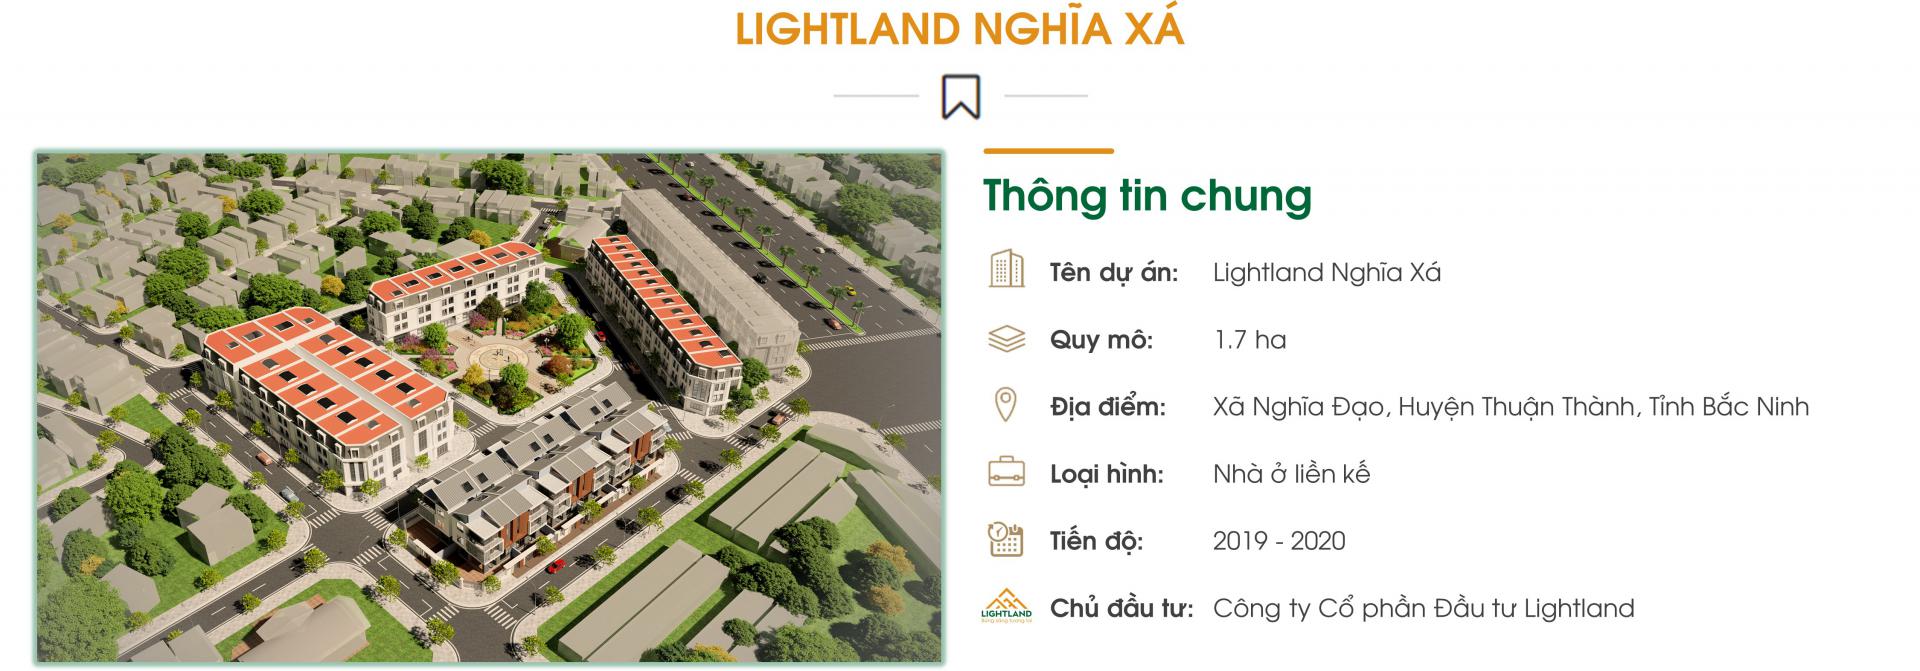 LIGHTLAND NGHĨA XÁ
Thông tin chung
Tên dự án: Lightland Nghĩa Xá
Quy mô: 1.7 ha
Địa điểm: Xã Nghĩa Đạo, Huyện Thuận Thành, Tỉnh Bắc Ninh
Loại hình: Nhà ở liền kế
Tiến độ: 2019 - 2020
LIGHTLAND
Chủ đầu tư: Công ty Cổ phần Đầu tư Lightland